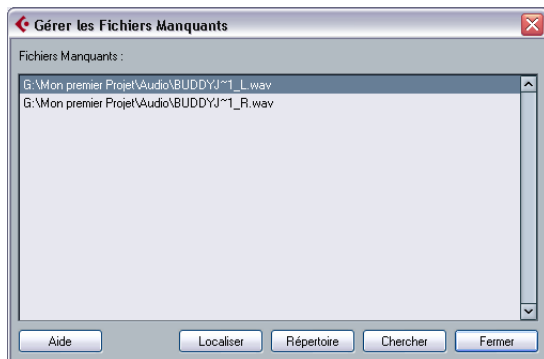 Gérer les Fichiers Manquants
Fichiers Manquants :
G:\Mon premier Projet\Audio\BUDDYJ~1_L.wav
G:\Mon premier Projet\Audio\BUDDYJ~1_R.wav
Aide Localiser Répertoire Chercher Fermer